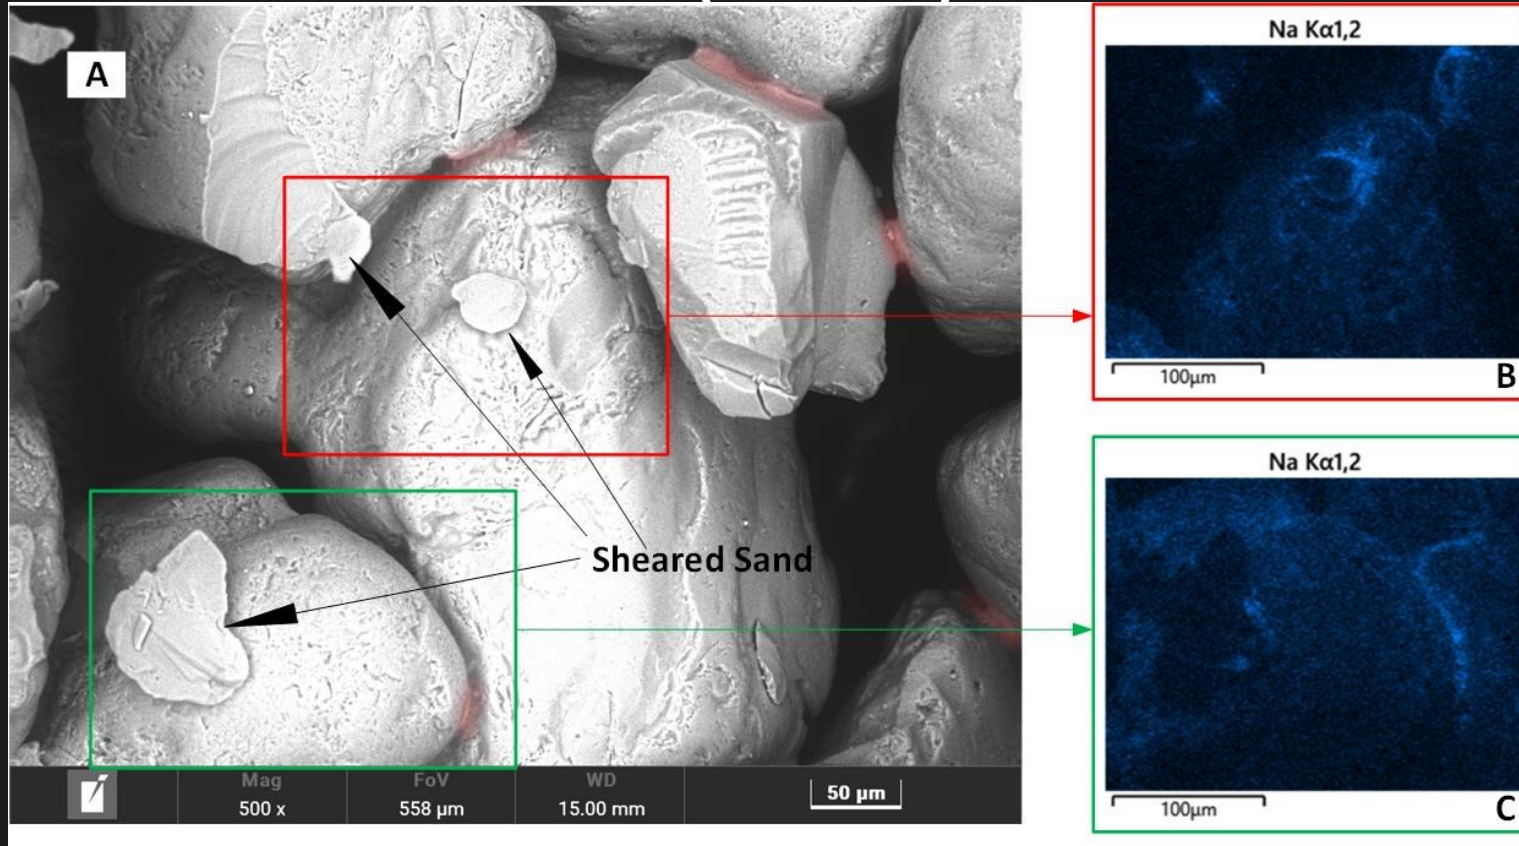 A
Sheared Sand
Mag
500 x
FoV
558 µm
WD
15.00 mm
50 µm
Na Kα1,2
100µm
B
Na Kα1,2
100µm
C